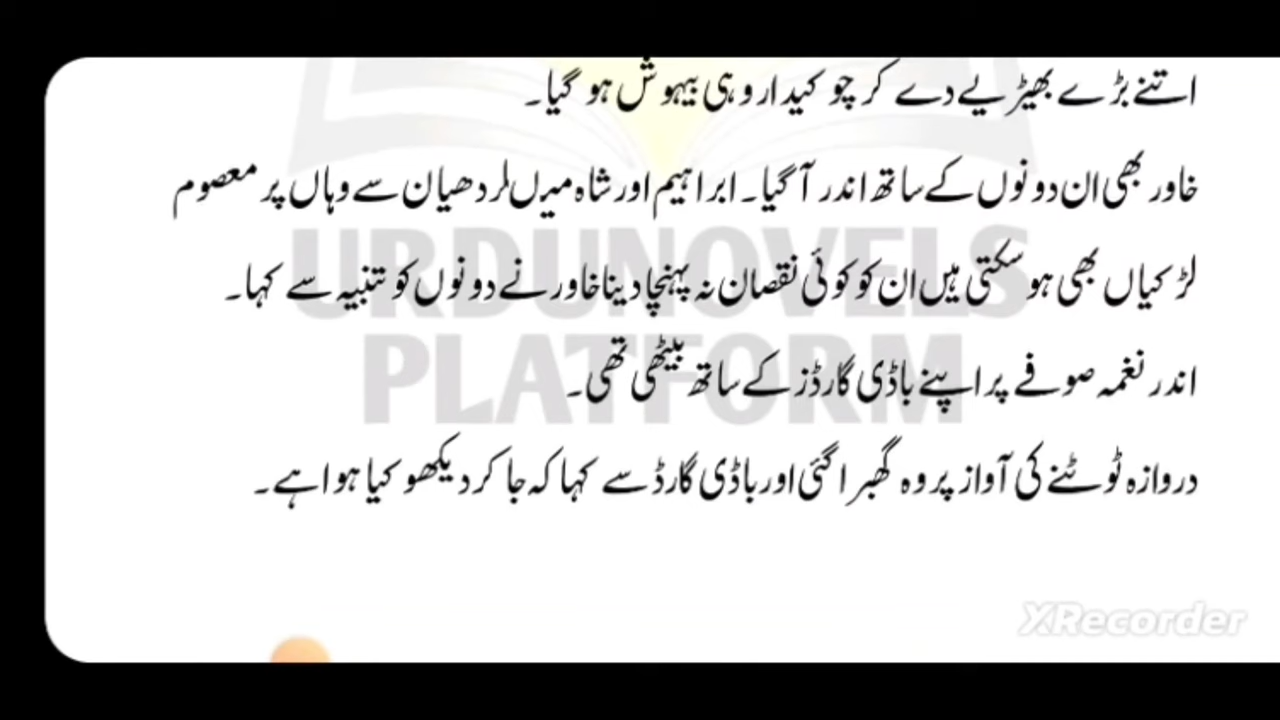 اتنے بڑے بھیڑیے دے کر چوکیدار وہی بیہوش ہو گیا۔
خاور بھی ان دونوں کے ساتھ اندر آ گیا۔ ابراہیم اور شاہ میں لر دھیان سے وہاں پر معصوم
لڑکیاں بھی ہو سکتی ہیں ان کو کوئی نقصان نہ پہنچا دینا خاور نے دونوں کو تنبیہ سے کہا۔
اندر نغمہ صوفے پر اپنے باڈی گارڈز کے ساتھ بیٹھی تھی۔
دروازہ ٹوٹنے کی آواز پر وہ گھبرا گئی اور باڈی گارڈ سے کہا کہ جا کر دیکھو کیا ہوا ہے۔
URDUNOVELS
PLATFORM
XRecorder